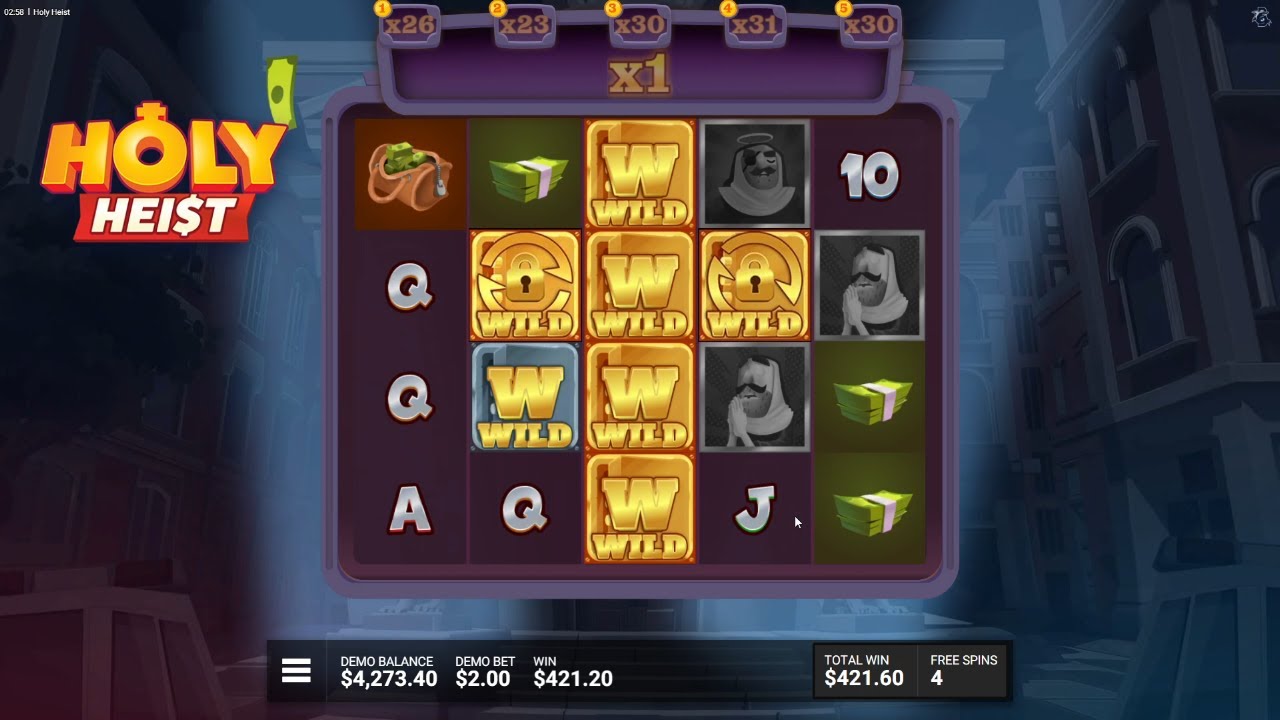 02:58 | Holy Heist
1 2 3 4 5
x26 x23 x30 x31 x30
x1
HOLY
HEI$T
W
WILD
10
Q
WILD
W
WILD
WILD
Q
W
WILD
W
WILD
A
Q
W
WILD
J
DEMO BALANCE DEMO BET WIN
$4,273.40 $2.00 $421.20
TOTAL WIN FREE SPINS
$421.60 4